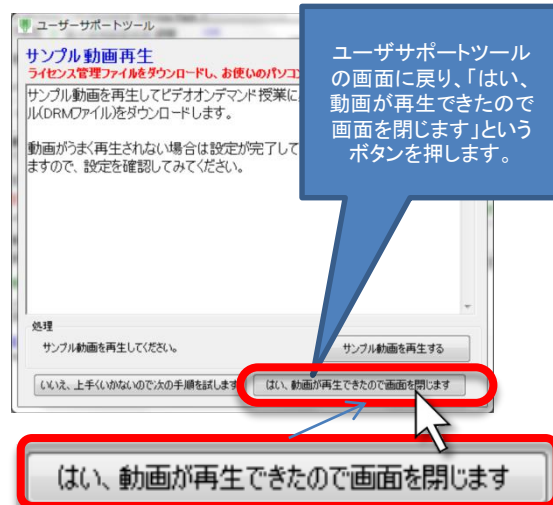 ユーザーサポートツール
サンプル動画再生
ライセンス管理ファイルをダウンロードし、お使いのパソコ
サンプル動画を再生してビデオオンデマンド授業に
ル(DRMファイル)をダウンロードします。
動画がうまく再生されない場合は設定が完了して
ますので、設定を確認してみてください。
ユーザサポートツール
の画面に戻り、「はい、
動画が再生できたので
画面を閉じます」という
ボタンを押します。
処理
サンプル動画を再生してください。
サンプル動画を再生する
いいえ、上手くいかないので次の手順を試します
はい、動画が再生できたので画面を閉じます
はい、動画が再生できたので画面を閉じます